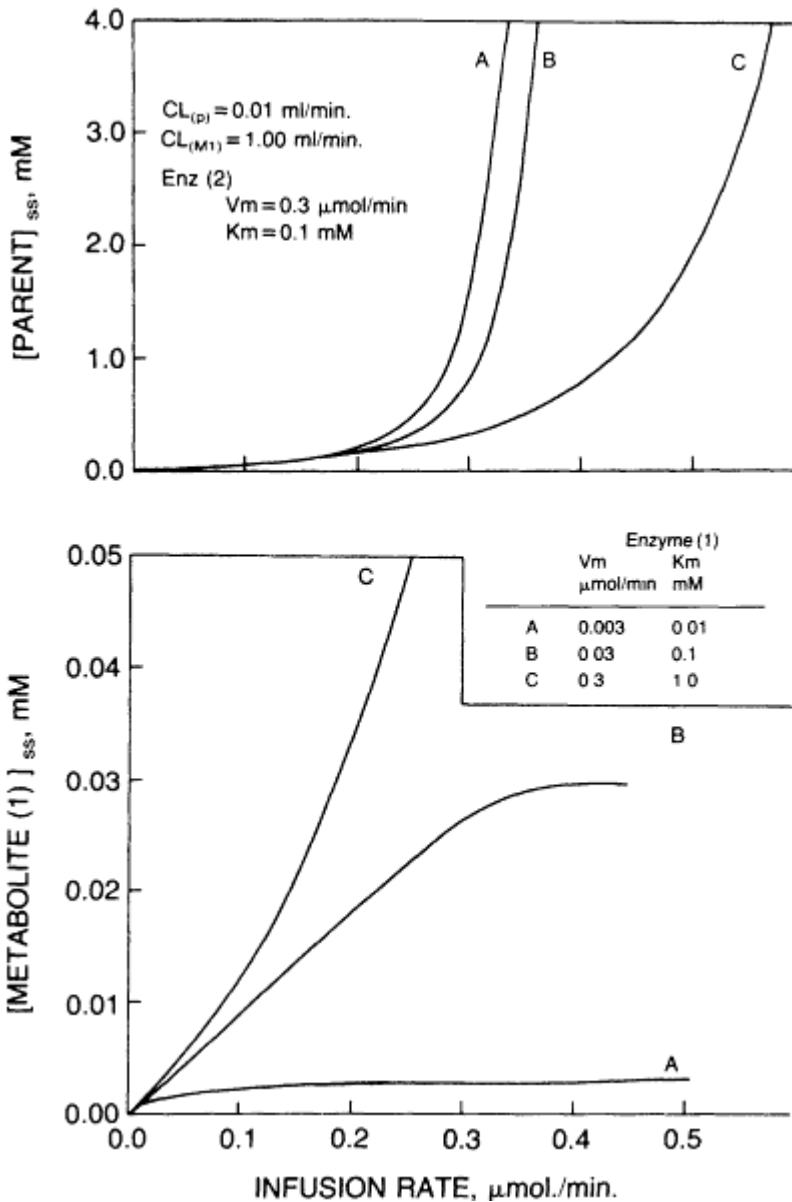 4.0
3.0
2.0
1.0
0.0
[PARENT] ss, mM
A
B
C
CL(p) = 0.01 ml/min.
CL(M1) = 1.00 ml/min.
Enz (2)
Vm = 0.3 μmol/min
Km = 0.1 mM
0.05
0.04
0.03
0.02
0.01
0.00
[METABOLITE (1) ] ss, mM
C
B
A
Enzyme (1)
Vm Km
μmol/min mM
A 0.003 0 01
B 0 03 0.1
C 0 3 1 0
0.0 0.1 0.2 0.3 0.4 0.5
INFUSION RATE, μmol./min.